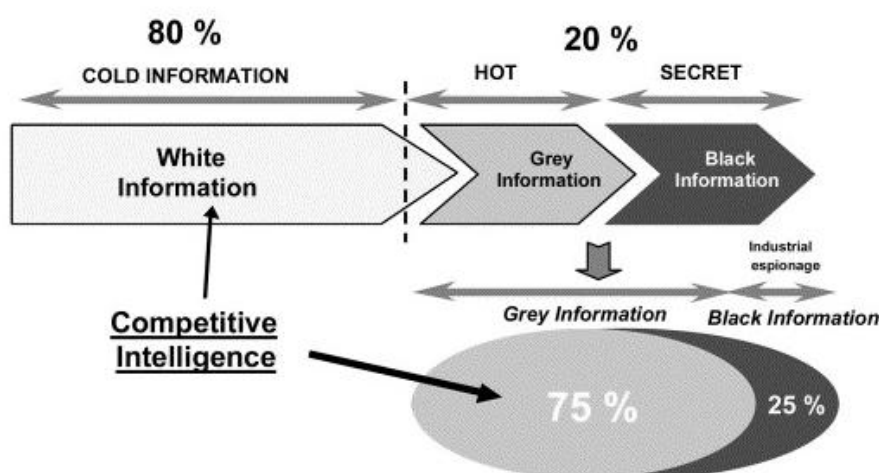 80 %
20 %
COLD INFORMATION
HOT
SECRET
White
Information
Grey
Information
Black
Information
Industrial
espionage
Grey Information
Black Information
Competitive
Intelligence
75 %
25 %